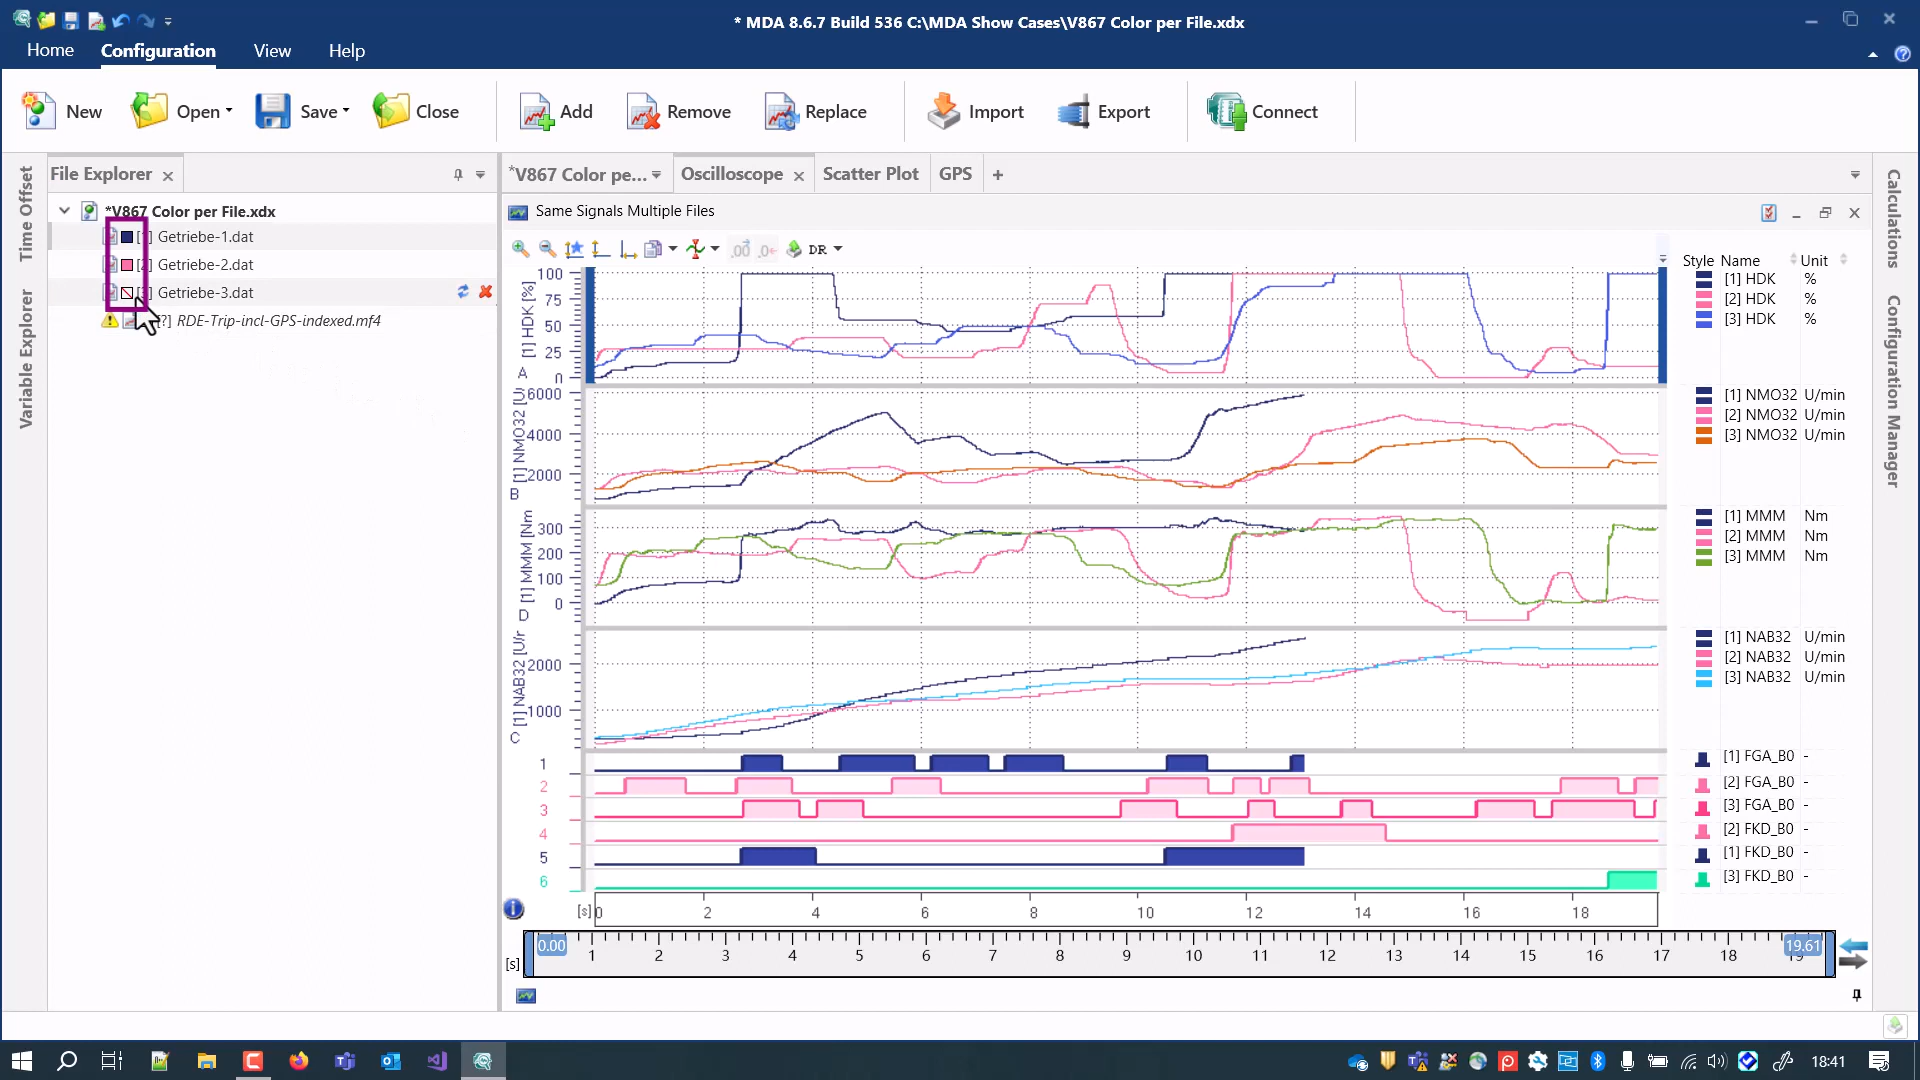 * MDA 8.6.7 Build 536 C:\MDA Show Cases\V867 Color per File.xdx
Home Configuration View Help
New Open Save Close Add Remove Replace Import Export Connect
Time Offset
Variable Explorer
File Explorer
*V867 Color per File.xdx
Getriebe-1.dat
[2] Getriebe-2.dat
Getriebe-3.dat
[?] RDE-Trip-incl-GPS-indexed.mf4
*V867 Color pe... Oscilloscope Scatter Plot GPS +
Same Signals Multiple Files
DR
Style Name Unit
[1] HDK %
[2] HDK %
[3] HDK %
[1] HDK [%]
A
100
75
50
25
0
[1] NMO32 U/min
[2] NMO32 U/min
[3] NMO32 U/min
B
6000
4000
2000
[1] MMM Nm
[2] MMM Nm
[3] MMM Nm
[1] MMM [Nm
D
300
200
100
0
[1] NAB32 U/min
[2] NAB32 U/min
[3] NAB32 U/min
[1] NAB32 [U/r
C
2000
1000
1 [1] FGA_B0 -
2 [2] FGA_B0 -
3 [3] FGA_B0 -
4 [2] FKD_B0 -
5 [1] FKD_B0 -
6 [3] FKD_B0 -
[s] 0 2 4 6 8 10 12 14 16 18
0.00 19.61
[s] 1 2 3 4 5 6 7 8 9 10 11 12 13 14 15 16 17 18 19
Calculations
Configuration Manager
18:41